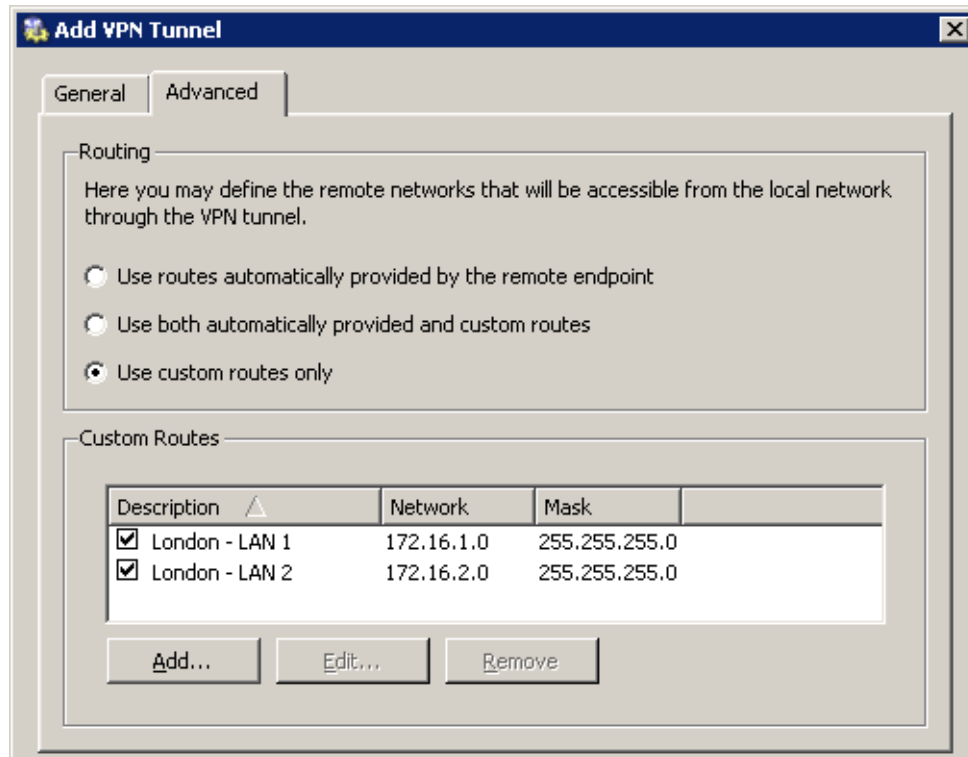 Add VPN Tunnel
General Advanced
Routing
Here you may define the remote networks that will be accessible from the local network
through the VPN tunnel.
Use routes automatically provided by the remote endpoint
Use both automatically provided and custom routes
Use custom routes only
Custom Routes
Description Network Mask
London - LAN 1 172.16.1.0 255.255.255.0
London - LAN 2 172.16.2.0 255.255.255.0
Add... Edit... Remove